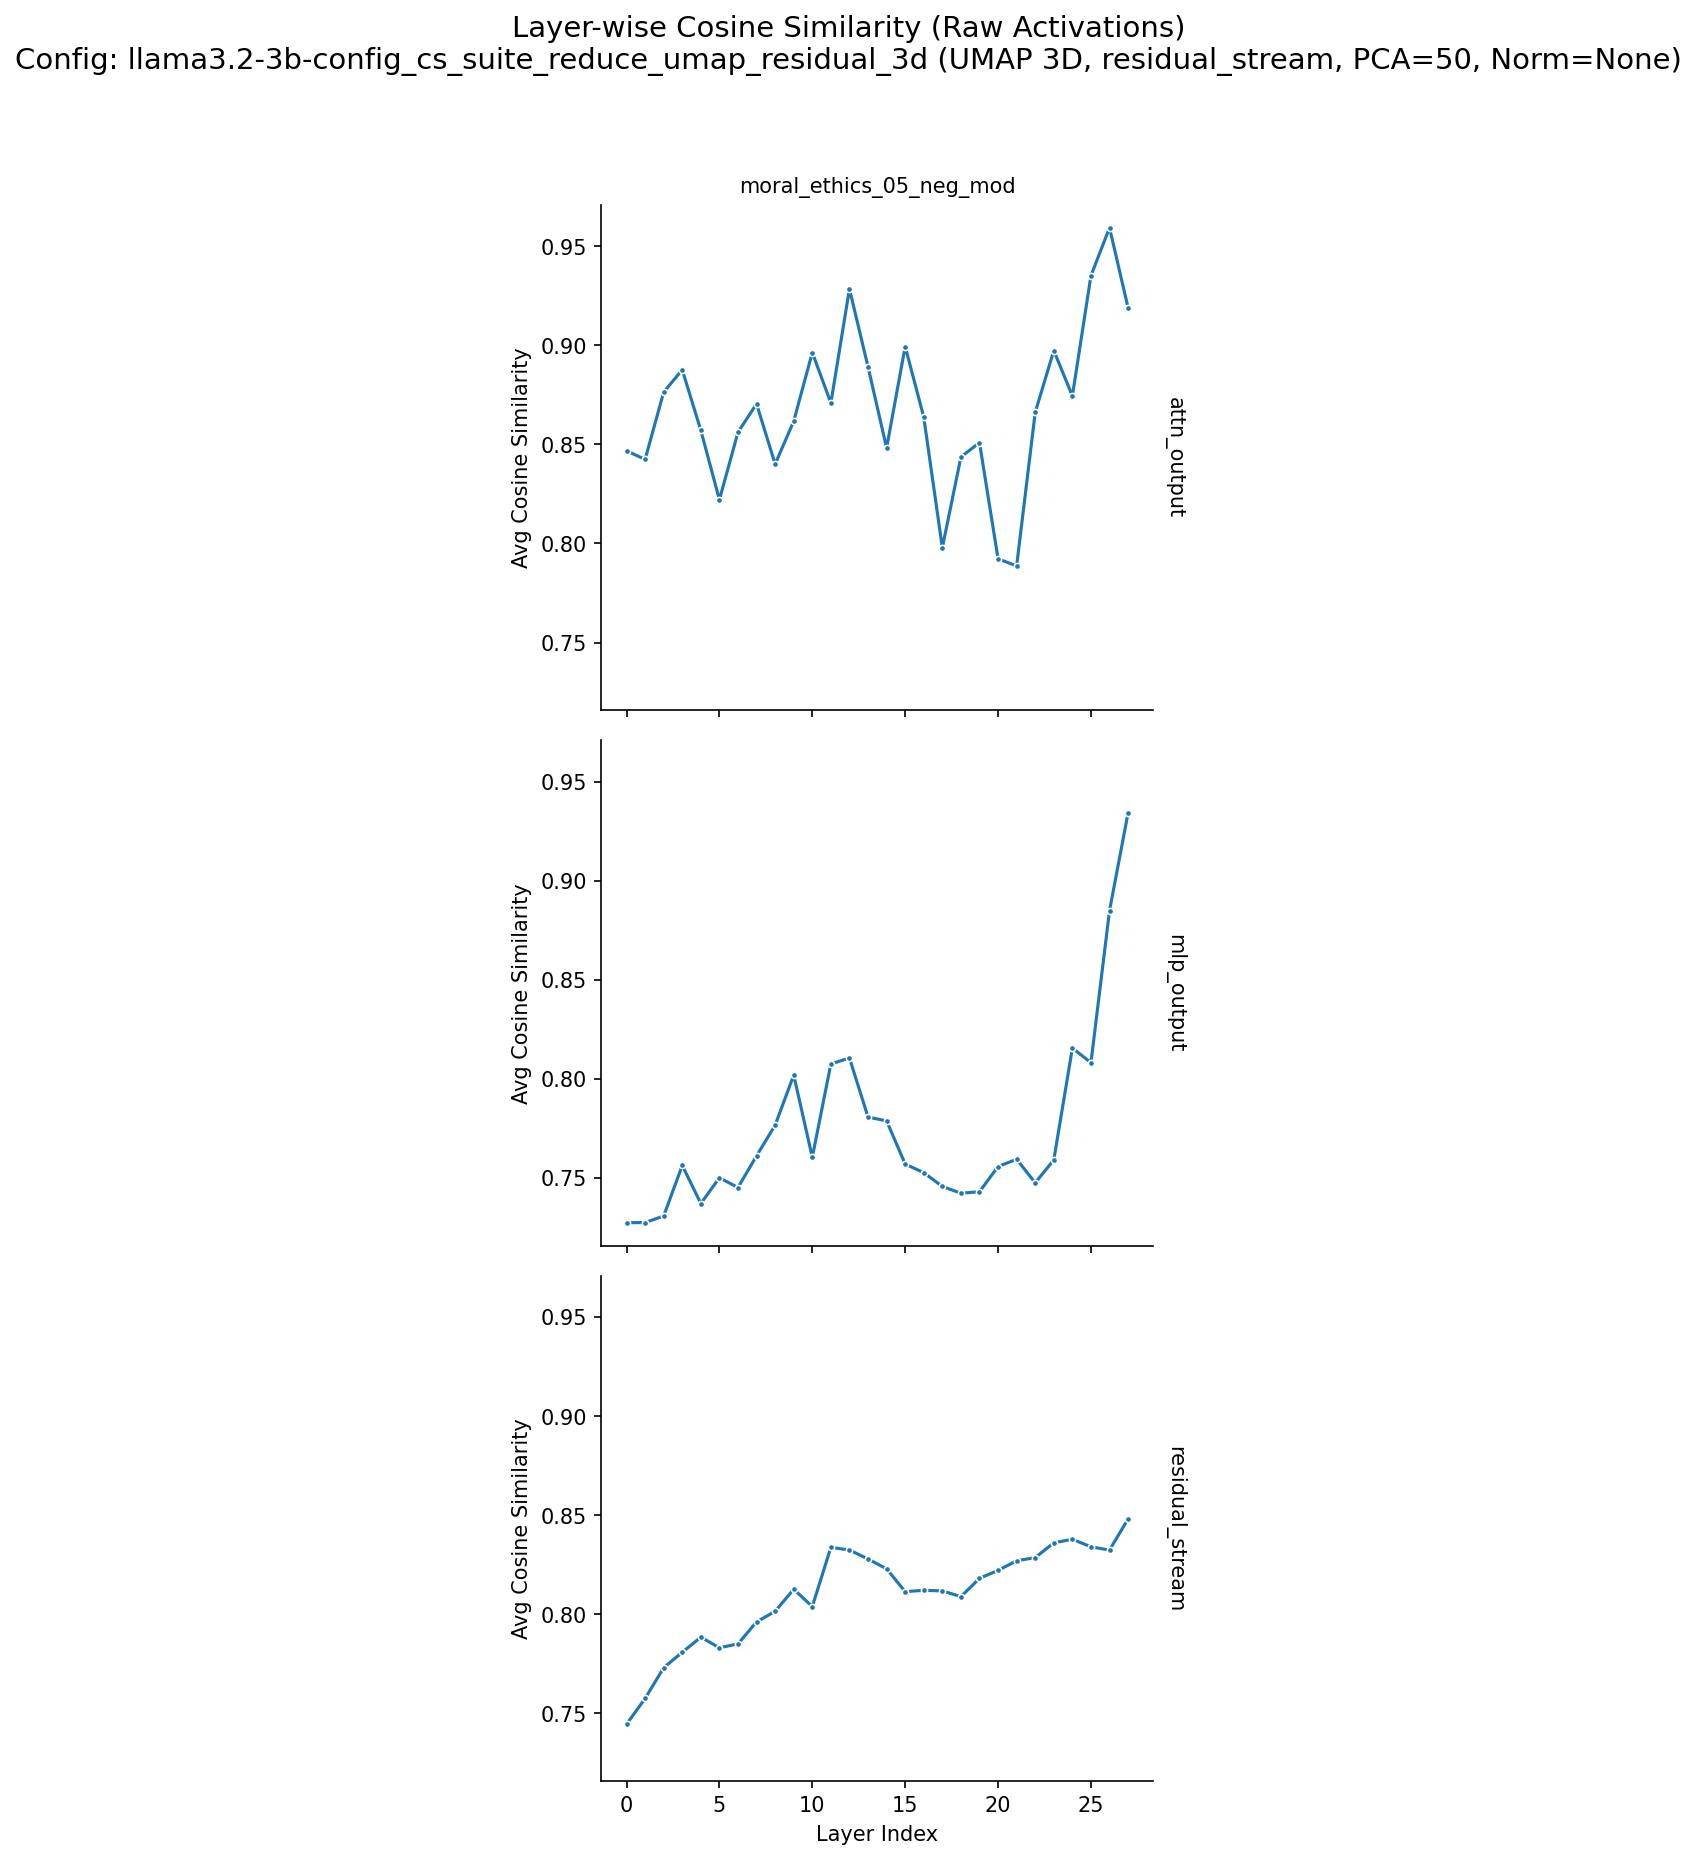 Layer-wise Cosine Similarity (Raw Activations)
Config: llama3.2-3b-config_cs_suite_reduce_umap_residual_3d (UMAP 3D, residual_stream, PCA=50, Norm=None)
moral_ethics_05_neg_mod
0.95
0.90
0.85
0.80
0.75
Avg Cosine Similarity
attn_output
0.95
0.90
0.85
0.80
0.75
Avg Cosine Similarity
mlp_output
0.95
0.90
0.85
0.80
0.75
Avg Cosine Similarity
residual_stream
0 5 10 15 20 25
Layer Index